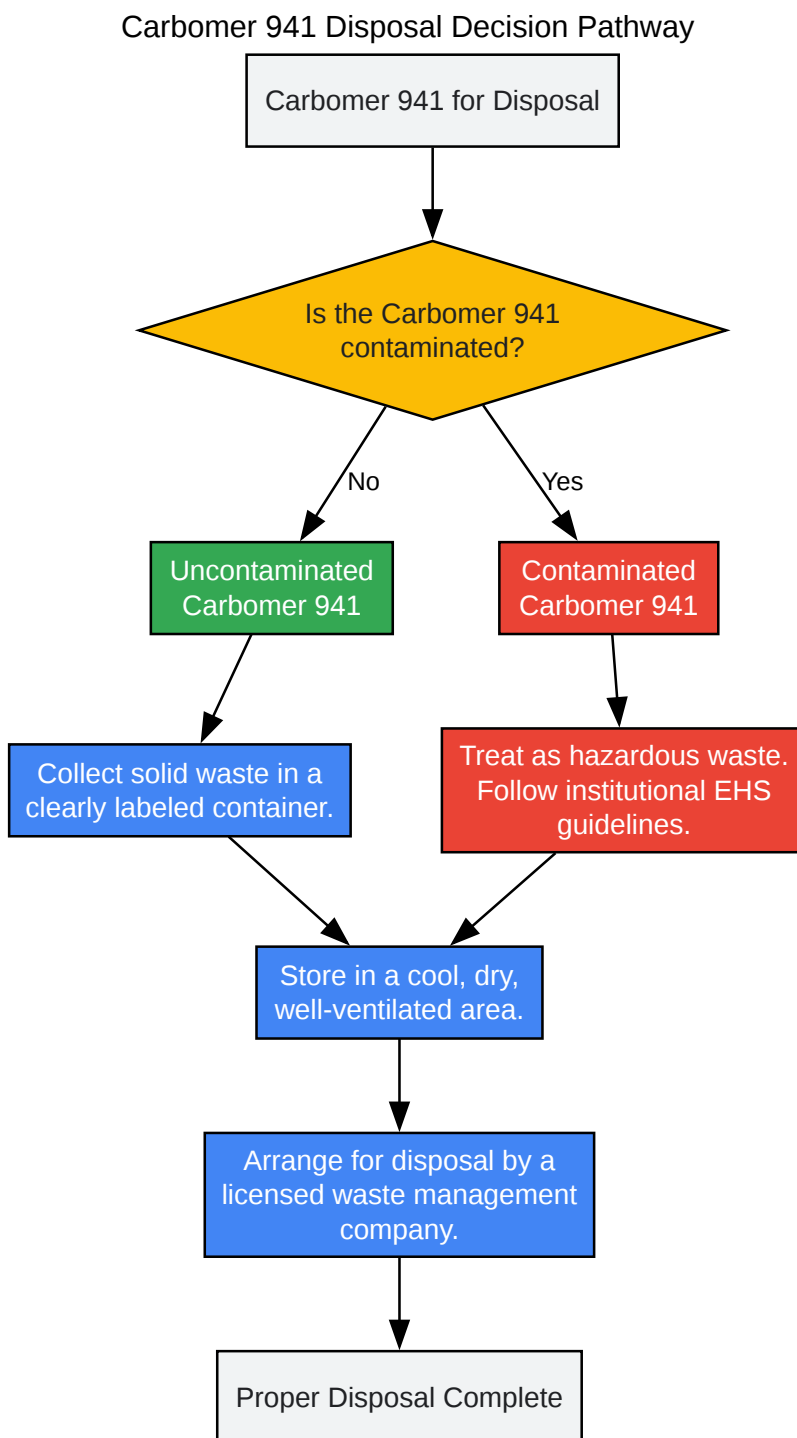 Carbomer 941 Disposal Decision Pathway
Carbomer 941 for Disposal
Is the Carbomer 941
contaminated?
No
Yes
Uncontaminated
Carbomer 941
Contaminated
Carbomer 941
Collect solid waste in a
clearly labeled container.
Treat as hazardous waste.
Follow institutional EHS
guidelines.
Store in a cool, dry,
well-ventilated area.
Arrange for disposal by a
licensed waste management
company.
Proper Disposal Complete